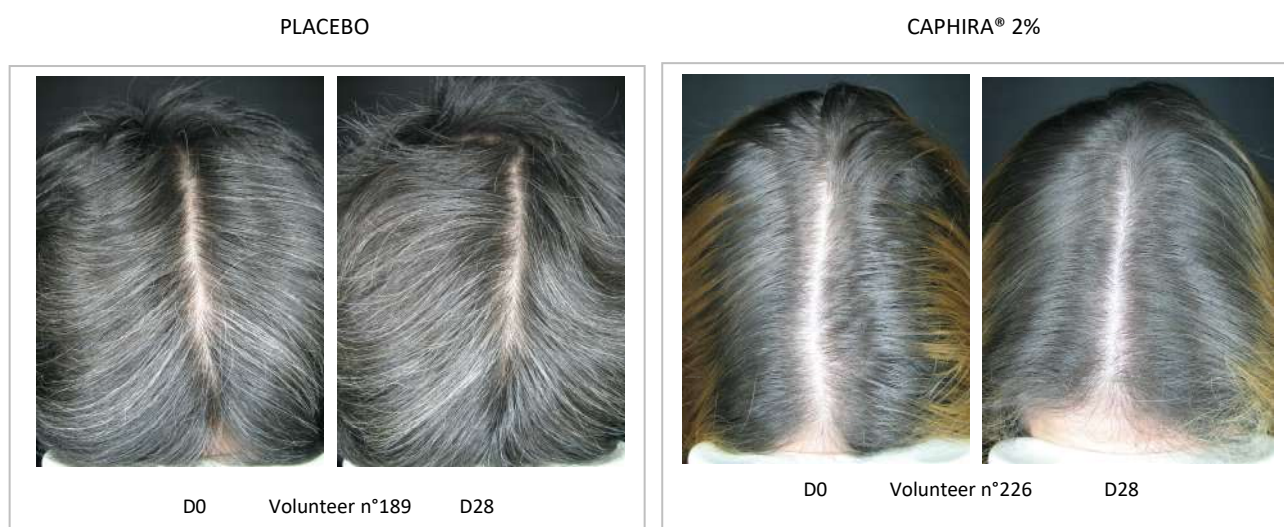 PLACEBO
CAPHIRA® 2%
D0 Volunteer n°189 D28
D0 Volunteer n°226 D28